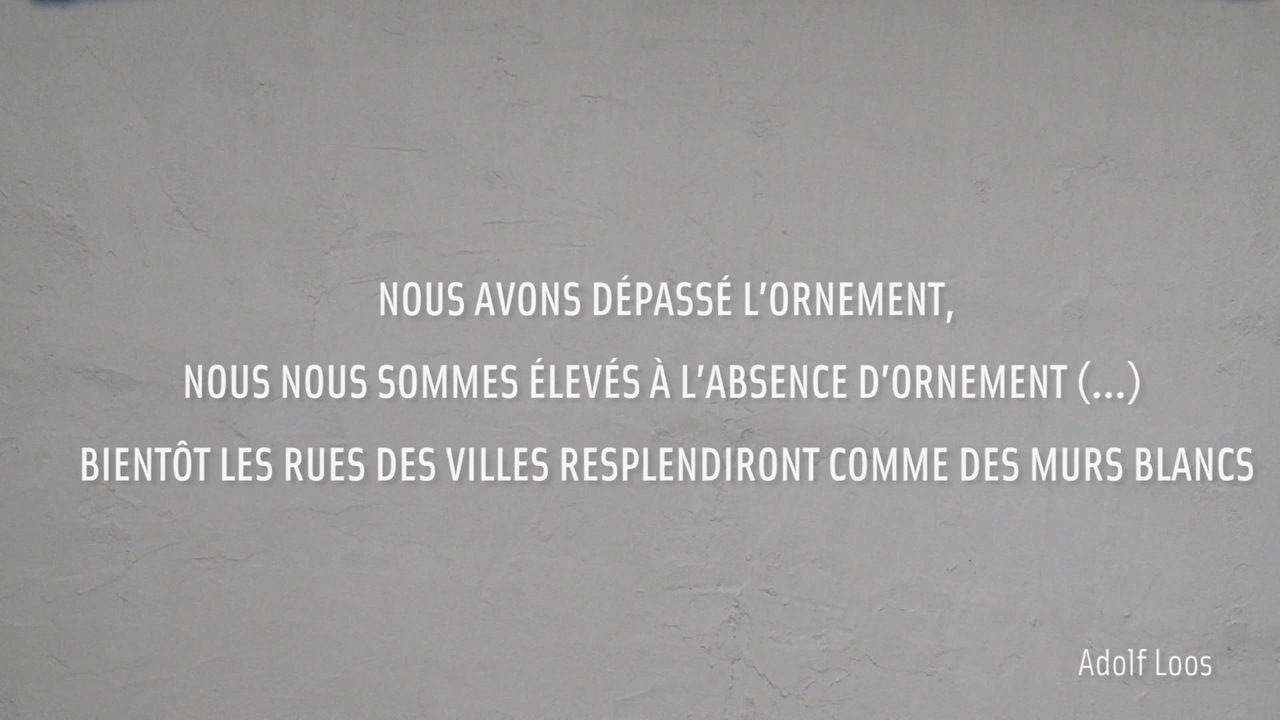 NOUS AVONS DÉPASSÉ L’ORNEMENT,
NOUS NOUS SOMMES ÉLEVÉS À L’ABSENCE D’ORNEMENT (...)
BIENTÔT LES RUES DES VILLES RESPLENDIRONT COMME DES MURS BLANCS
Adolf Loos